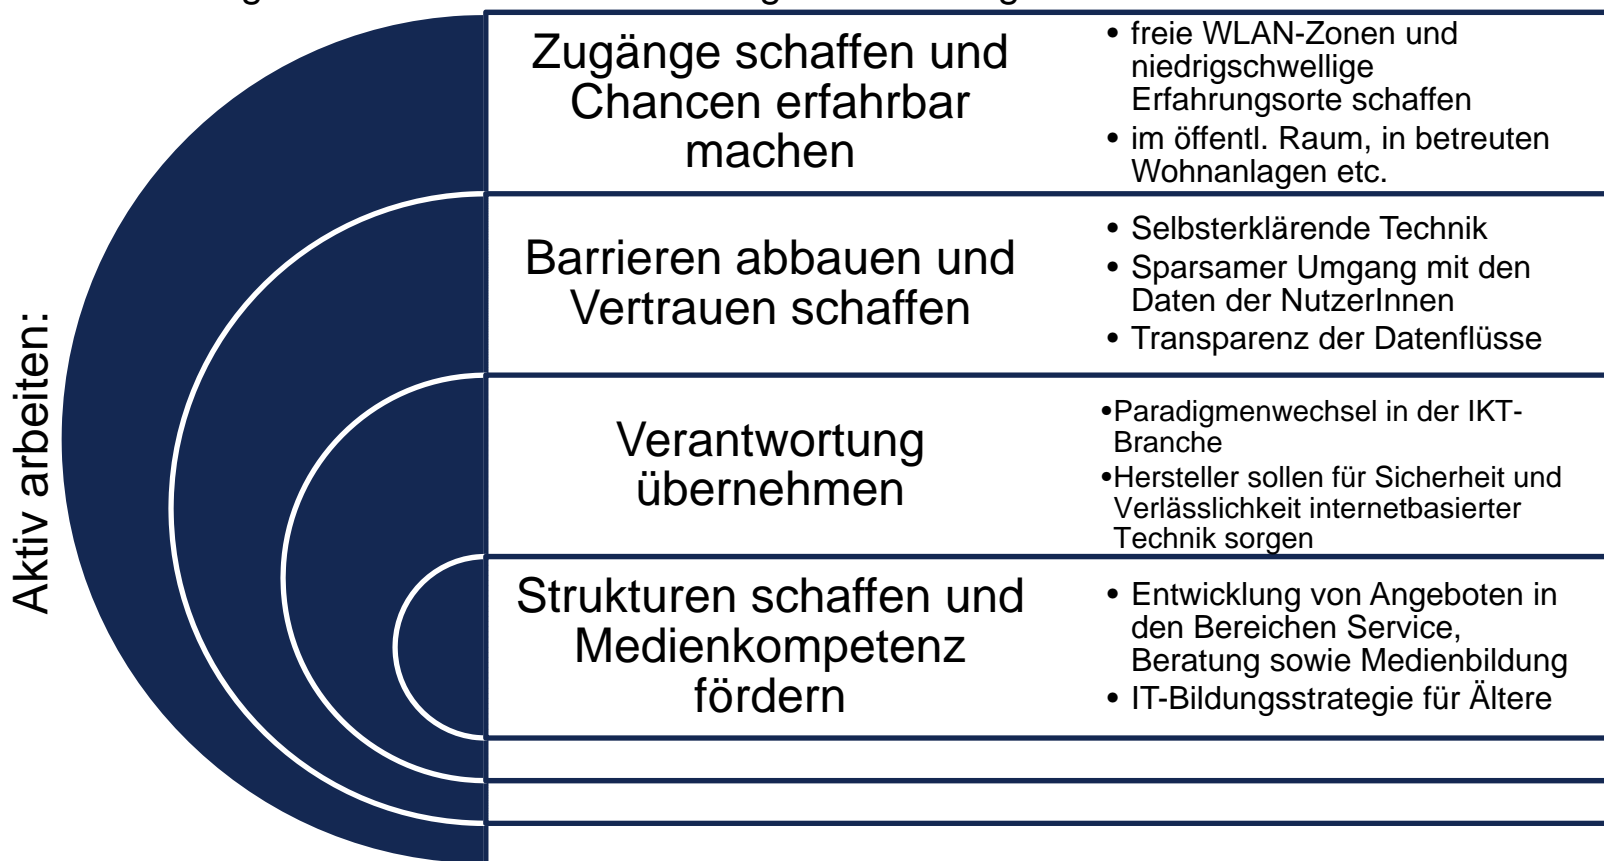 Aktiv arbeiten:
Zugänge schaffen und
Chancen erfahrbar
machen
• freie WLAN-Zonen und
niedrigschwellige
Erfahrungsorte schaffen
• im öffentl. Raum, in betreuten
Wohnanlagen etc.
Barrieren abbauen und
Vertrauen schaffen
• Selbsterklärende Technik
• Sparsamer Umgang mit den
Daten der NutzerInnen
• Transparenz der Datenflüsse
Verantwortung
übernehmen
•Paradigmenwechsel in der IKT-
Branche
•Hersteller sollen für Sicherheit und
Verlässlichkeit internetbasierter
Technik sorgen
Strukturen schaffen und
Medienkompetenz
fördern
• Entwicklung von Angeboten in
den Bereichen Service,
Beratung sowie Medienbildung
• IT-Bildungsstrategie für Ältere